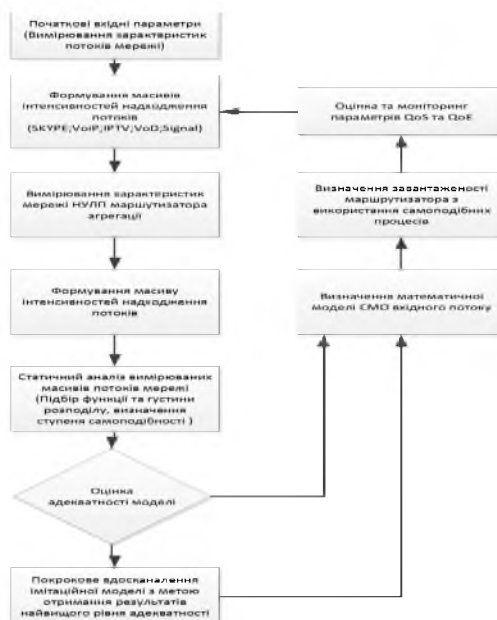 Початкові вхідні параметри
(Вимірювання характеристик
потоків мережі)
Формування масивів
інтенсивностей надходження
потоків
(SKYPE;VoiP;IPTV;VoD;Signal)
Вимірювання характеристик
мережі НУЛП маршутизатора
агрегації
Формування масиву
інтенсивностей надходження
потоків
Статичний аналіз вимірюваних
масивів потоків мережі
(Підбір функції та густини
розподілу, визначення
ступеня самоподібності )
Оцінка
адекватності моделі
Покрокове вдосканалення
імітаційної моделі з метою
отримання результатів
найвищого рівня адекватності
Оцінка та моніторинг
параметрів QoS та QoE
Визначення завантаженості
маршрутизатора з
використання самоподібних
процесів
Визначення математичної
моделі СМО вхідного потоку